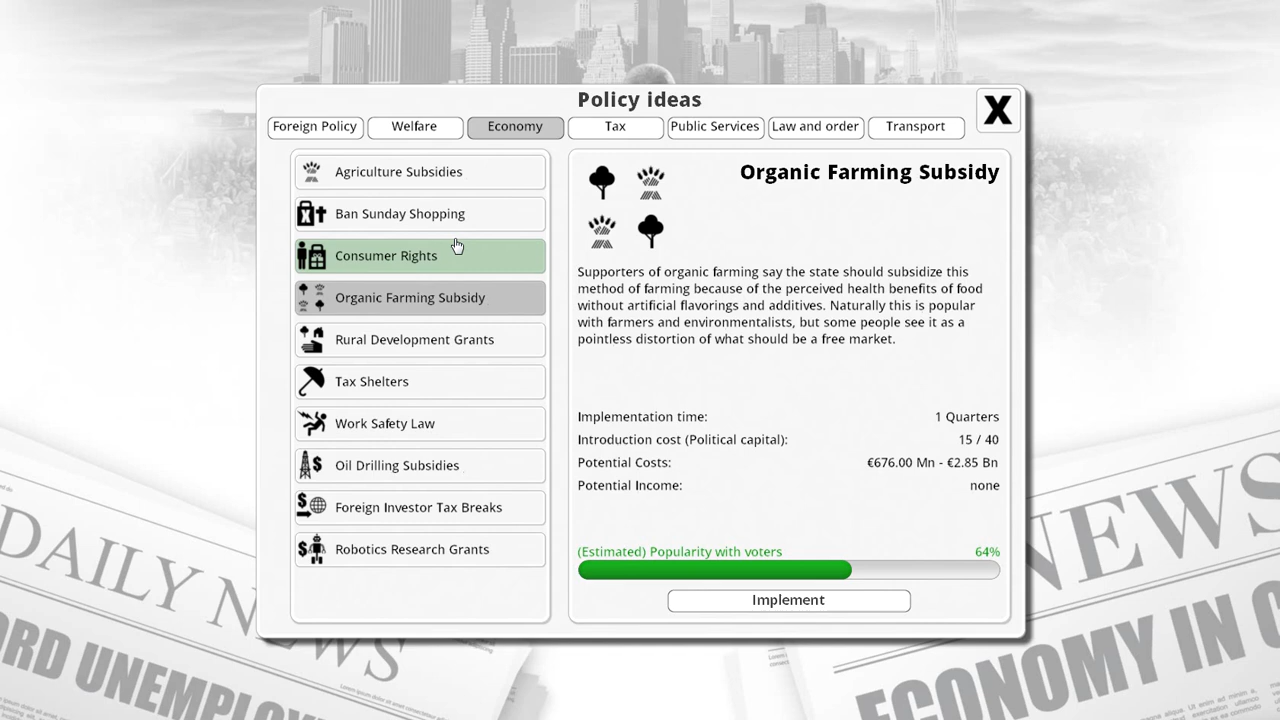 Policy ideas
X
Foreign Policy
Welfare
Economy
Tax
Public Services
Law and order
Transport
Agriculture Subsidies
Ban Sunday Shopping
Consumer Rights
Organic Farming Subsidy
Rural Development Grants
Tax Shelters
Work Safety Law
Oil Drilling Subsidies
Foreign Investor Tax Breaks
Robotics Research Grants
Organic Farming Subsidy
Supporters of organic farming say the state should subsidize this
method of farming because of the perceived health benefits of food
without artificial flavorings and additives. Naturally this is popular
with farmers and environmentalists, but some people see it as a
pointless distortion of what should be a free market.
Implementation time: 1 Quarters
Introduction cost (Political capital): 15 / 40
Potential Costs: €676.00 Mn - €2.85 Bn
Potential Income: none
(Estimated) Popularity with voters 64%
Implement
DAILY NEWS
NEWS
ECONOMY IN